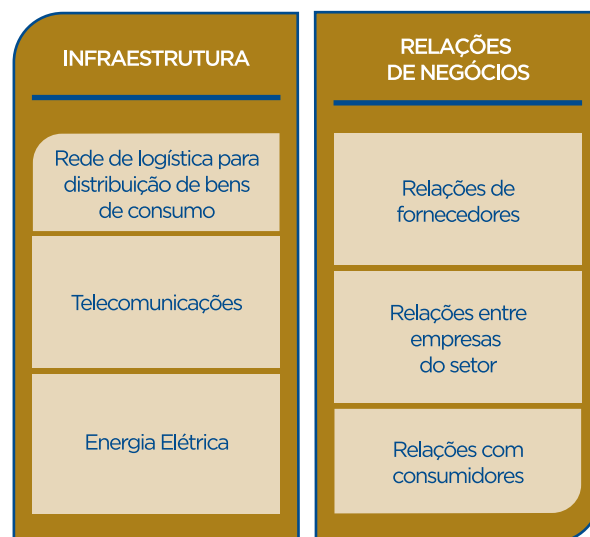 INFRAESTRUTURA
Rede de logística para
distribuição de bens
de consumo
Telecomunicações
Energia Elétrica
RELAÇÕES
DE NEGÓCIOS
Relações de
fornecedores
Relações entre
empresas
do setor
Relações com
consumidores